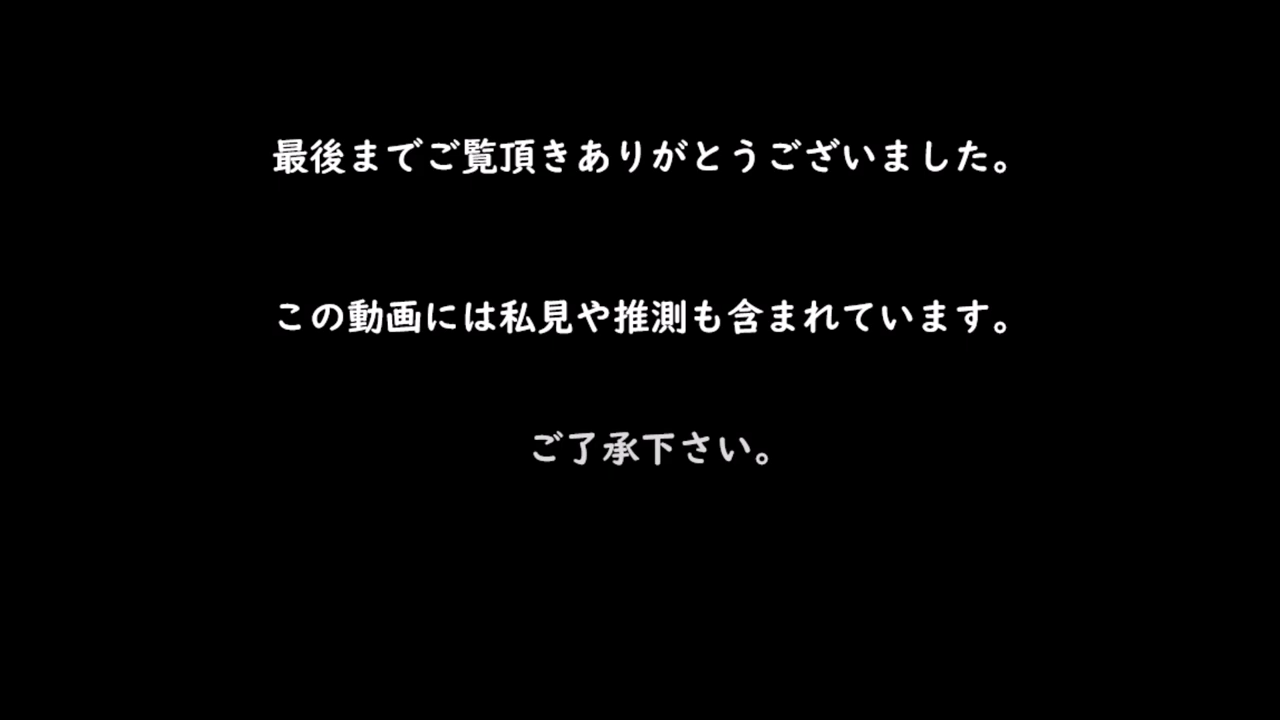 最後までご覧頂きありがとうございました。
この動画には私見や推測も含まれています。
ご了承下さい。